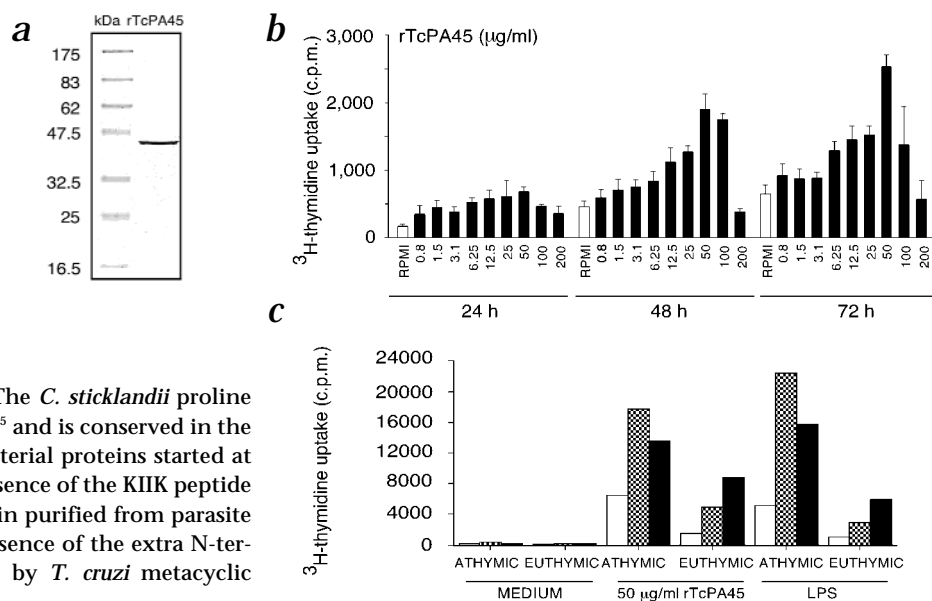 a
kDa rTcPA45
175
83
62
47.5
32.5
25
16.5
b
rTcPA45 (µg/ml)
³H-thymidine uptake (c.p.m.)
3,000
2,000
1,000
0
RPMI 0.8 1.5 3.1 6.25 12.5 25 50 100 200
RPMI 0.8 1.5 3.1 6.25 12.5 25 50 100 200
RPMI 0.8 1.5 3.1 6.25 12.5 25 50 100 200
24 h 48 h 72 h
c
³H-thymidine uptake (c.p.m.)
24000
20000
16000
12000
8000
4000
0
ATHYMIC EUTHYMIC ATHYMIC EUTHYMIC ATHYMIC EUTHYMIC
MEDIUM 50 µg/ml rTcPA45 LPS
The C. sticklandii proline
⁵ and is conserved in the
terial proteins started at
sence of the KIIK peptide
in purified from parasite
sence of the extra N-ter-
by T. cruzi metacyclic